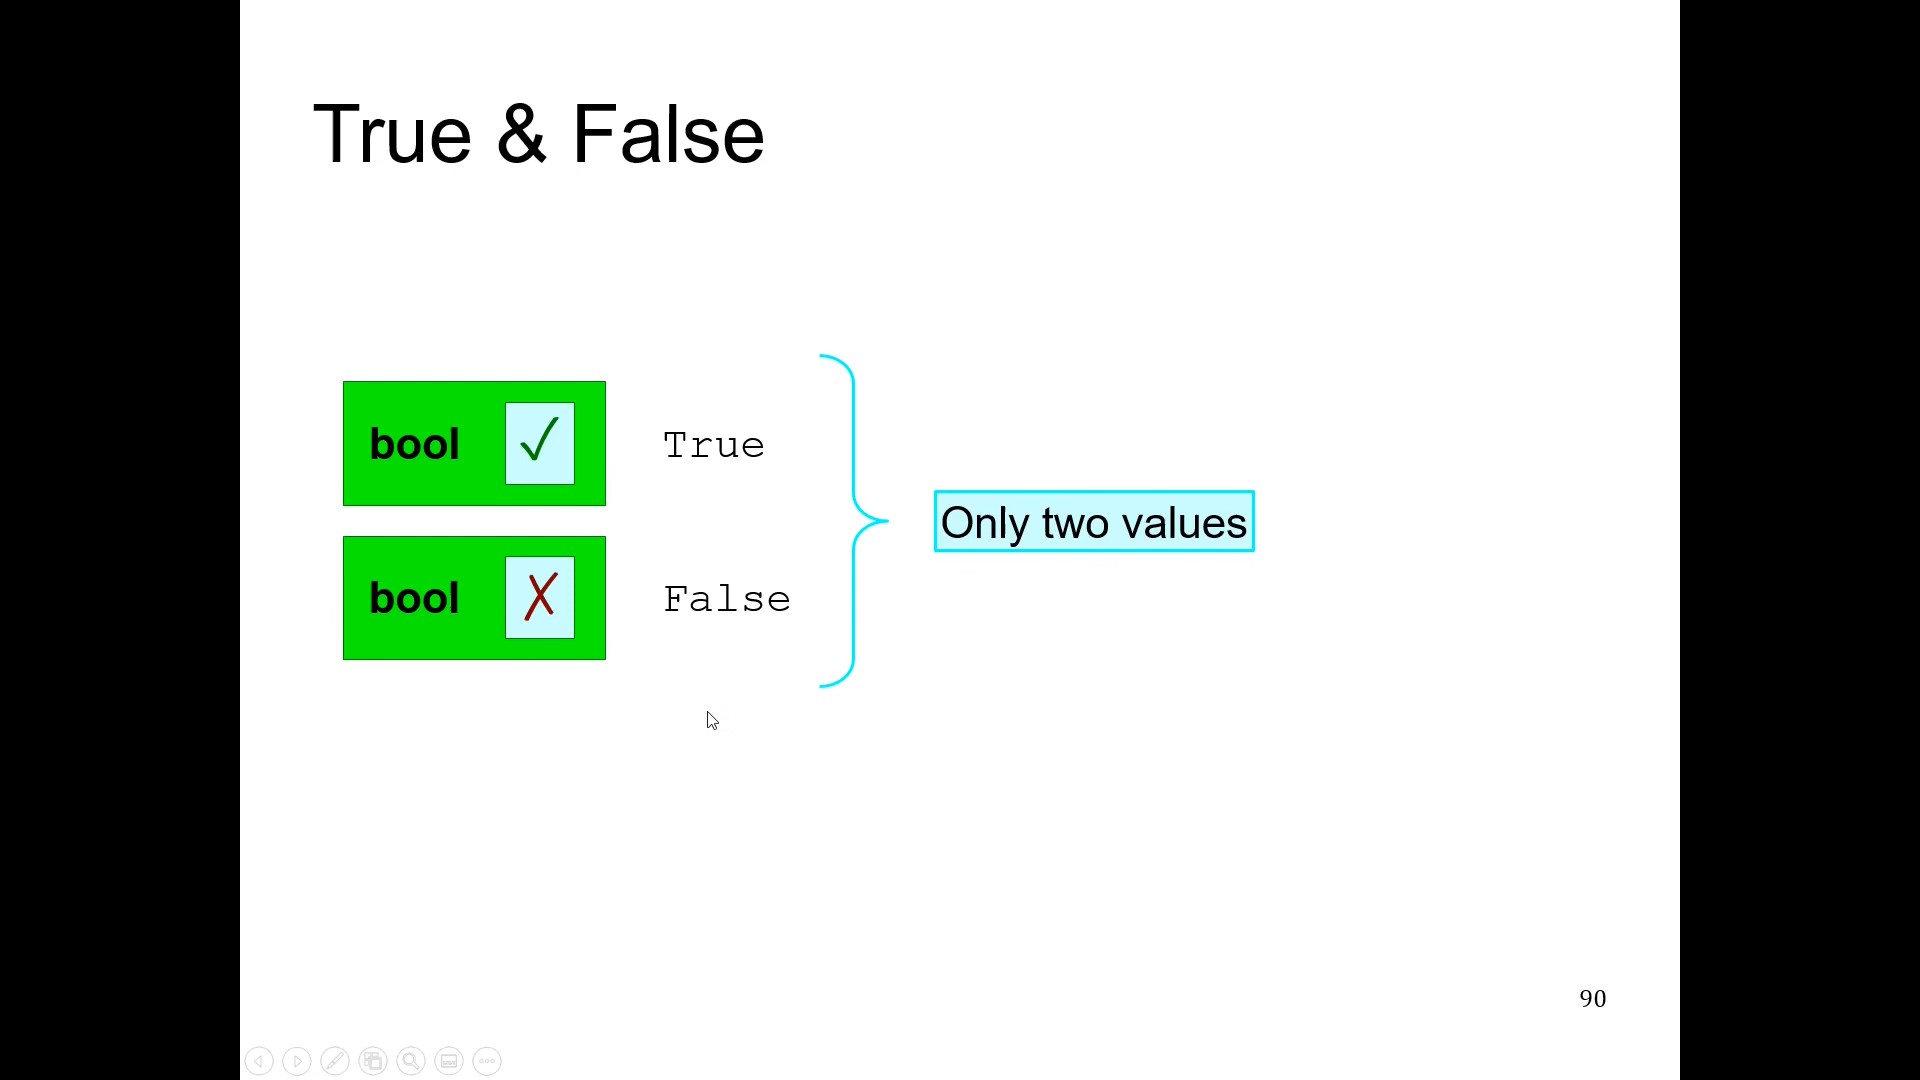 True & False
bool ✓ True
Only two values
bool ✗ False
90